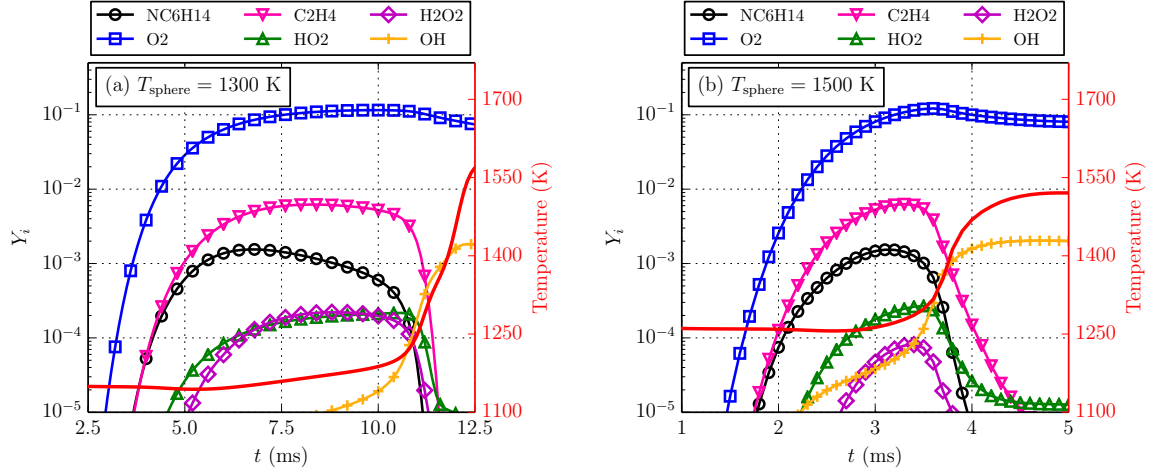 NC6H14 C2H4 H2O2
O2 HO2 OH
(a) T_sphere = 1300 K
Y_i
10^−1
10^−2
10^−3
10^−4
10^−5
2.5 5.0 7.5 10.0 12.5
t (ms)
1700
1550
1400
1250
1100
Temperature (K)
NC6H14 C2H4 H2O2
O2 HO2 OH
(b) T_sphere = 1500 K
Y_i
10^−1
10^−2
10^−3
10^−4
10^−5
1 2 3 4 5
t (ms)
1700
1550
1400
1250
1100
Temperature (K)